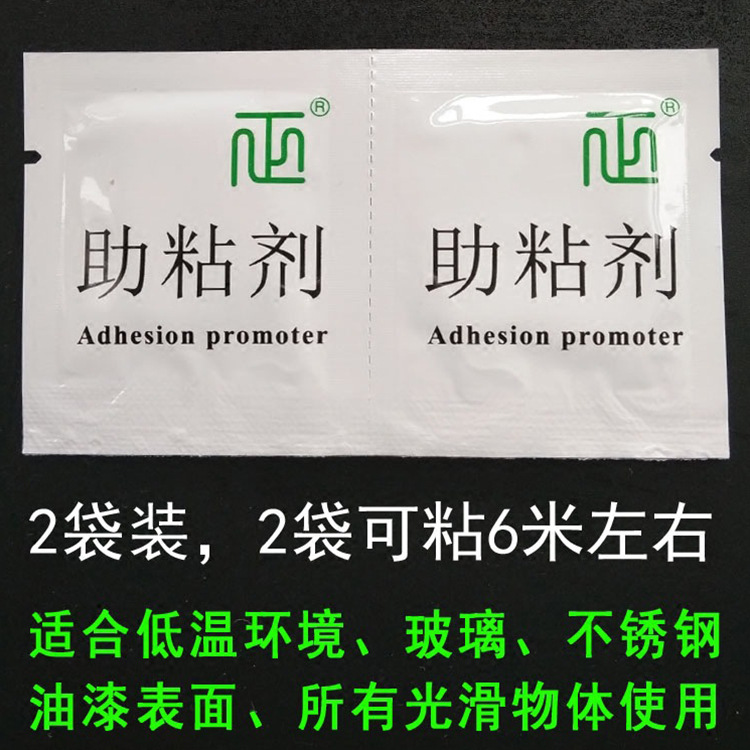 ®
®
助粘剂
助粘剂
Adhesion promoter
Adhesion promoter
2袋装，2袋可粘6米左右
适合低温环境、玻璃、不锈钢
油漆表面、所有光滑物体使用